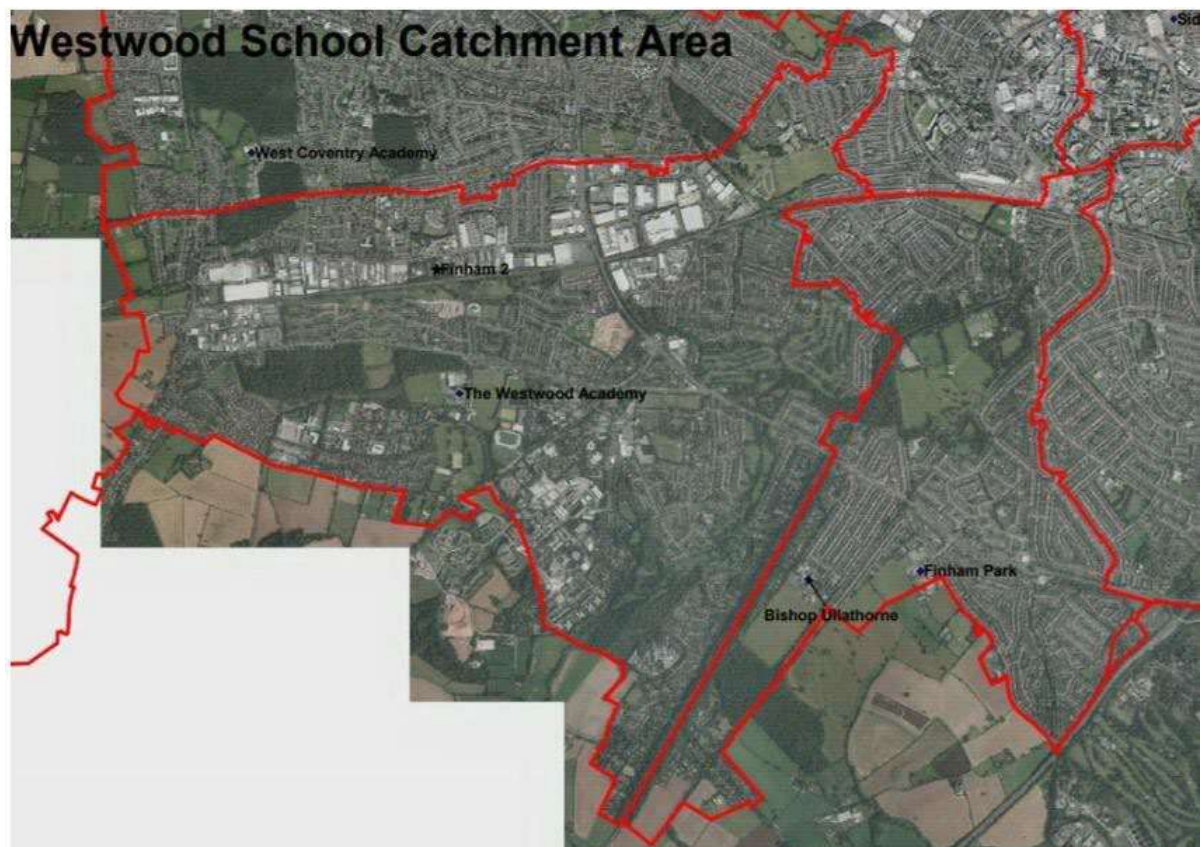 Westwood School Catchment Area
West Coventry Academy
Finham 2
The Westwood Academy
Finham Park
Bishop Ullathorne